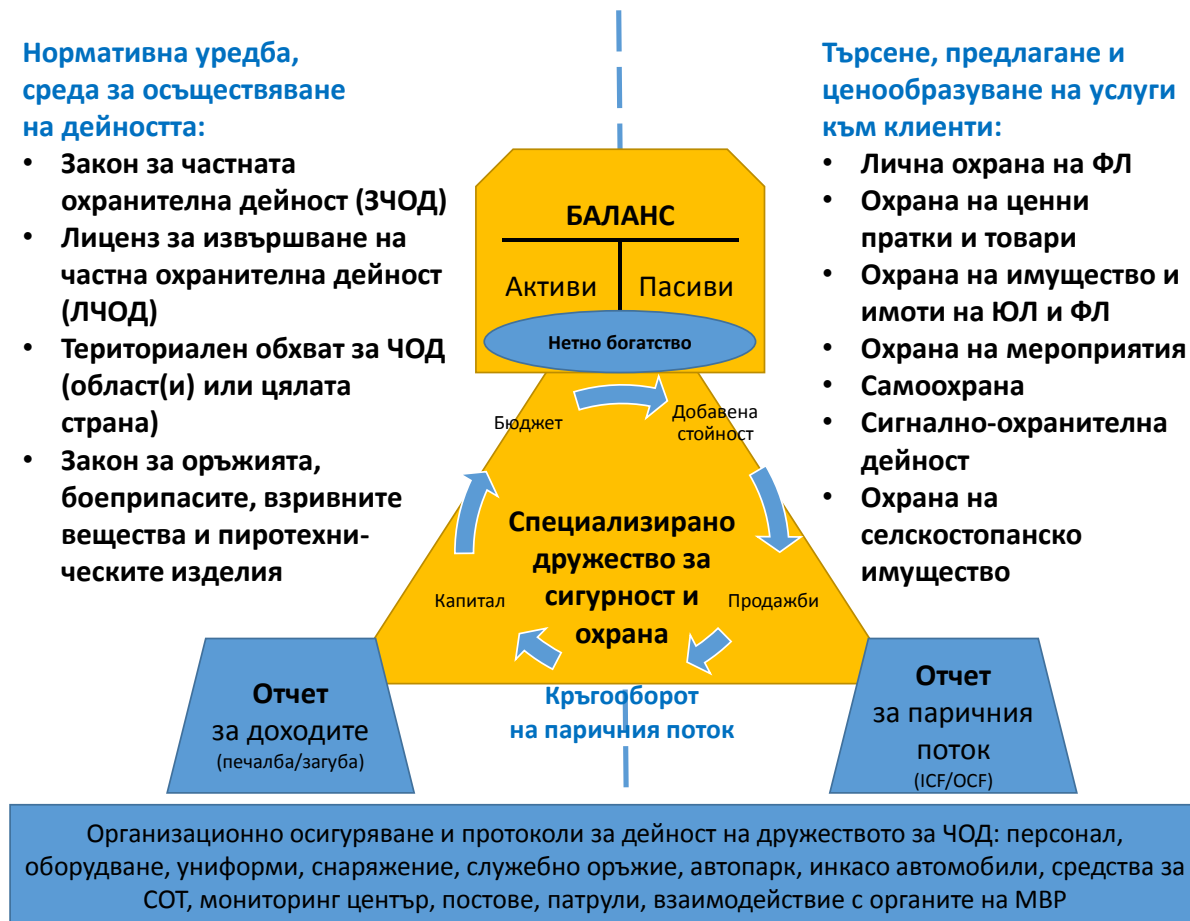 Нормативна уредба,
среда за осъществяване
на дейността:
• Закон за частната
охранителна дейност (ЗЧОД)
• Лиценз за извършване на
частна охранителна дейност
(ЛЧОД)
• Териториален обхват за ЧОД
(област(и) или цялата
страна)
• Закон за оръжията,
боеприпасите, взривните
вещества и пиротехни-
ческите изделия
Търсене, предлагане и
ценообразуване на услуги
към клиенти:
• Лична охрана на ФЛ
• Охрана на ценни
пратки и товари
• Охрана на имущество и
имоти на ЮЛ и ФЛ
• Охрана на мероприятия
• Самоохрана
• Сигнално-охранителна
дейност
• Охрана на
селскостопанско
имущество
БАЛАНС
Активи
Пасиви
Нетно богатство
Бюджет
Добавена
стойност
Специализирано
дружество за
сигурност и
охрана
Капитал
Продажби
Кръгооборот
на паричния поток
Отчет
за доходите
(печалба/загуба)
Отчет
за паричния
поток
(ICF/OCF)
Организационно осигуряване и протоколи за дейност на дружеството за ЧОД: персонал,
оборудване, униформи, снаряжение, служебно оръжие, автопарк, инкасо автомобили, средства за
СОТ, мониторинг център, постове, патрули, взаимодействие с органите на МВР